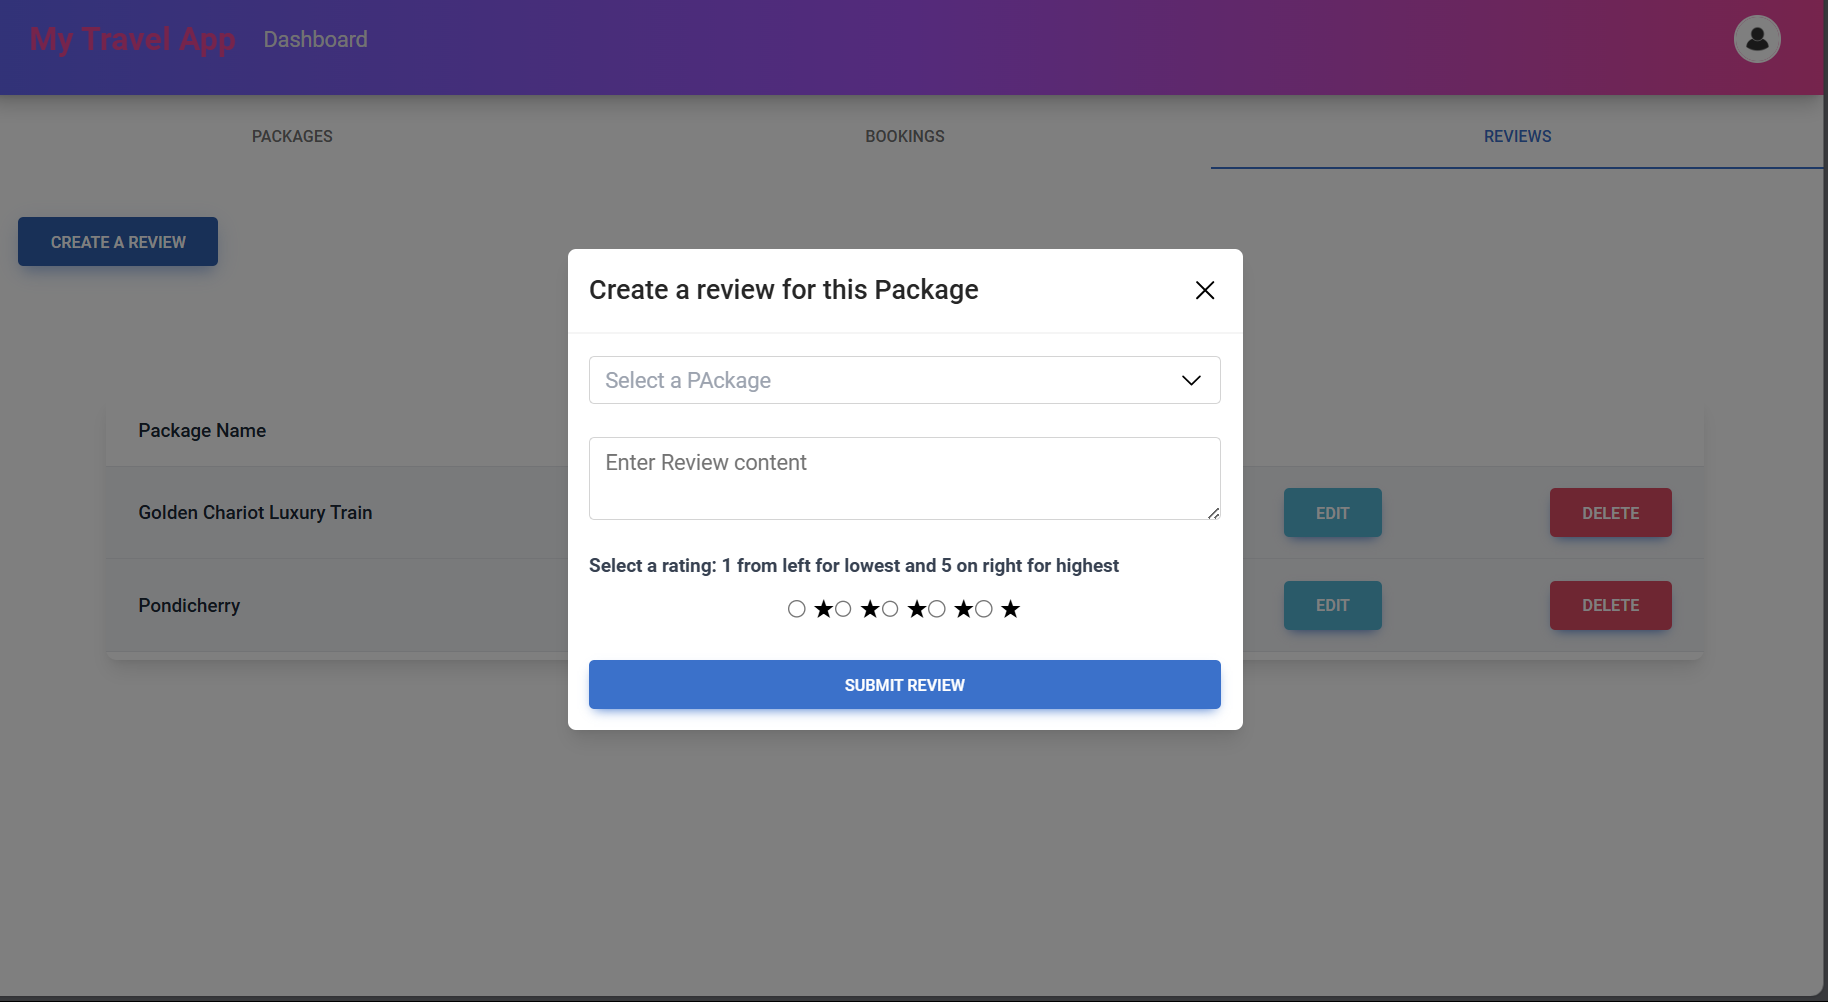 My Travel App Dashboard
PACKAGES BOOKINGS REVIEWS
CREATE A REVIEW
Create a review for this Package
Select a PAckage
Enter Review content
Select a rating: 1 from left for lowest and 5 on right for highest
★ ★ ★ ★ ★
SUBMIT REVIEW
Package Name
Golden Chariot Luxury Train EDIT DELETE
Pondicherry EDIT DELETE